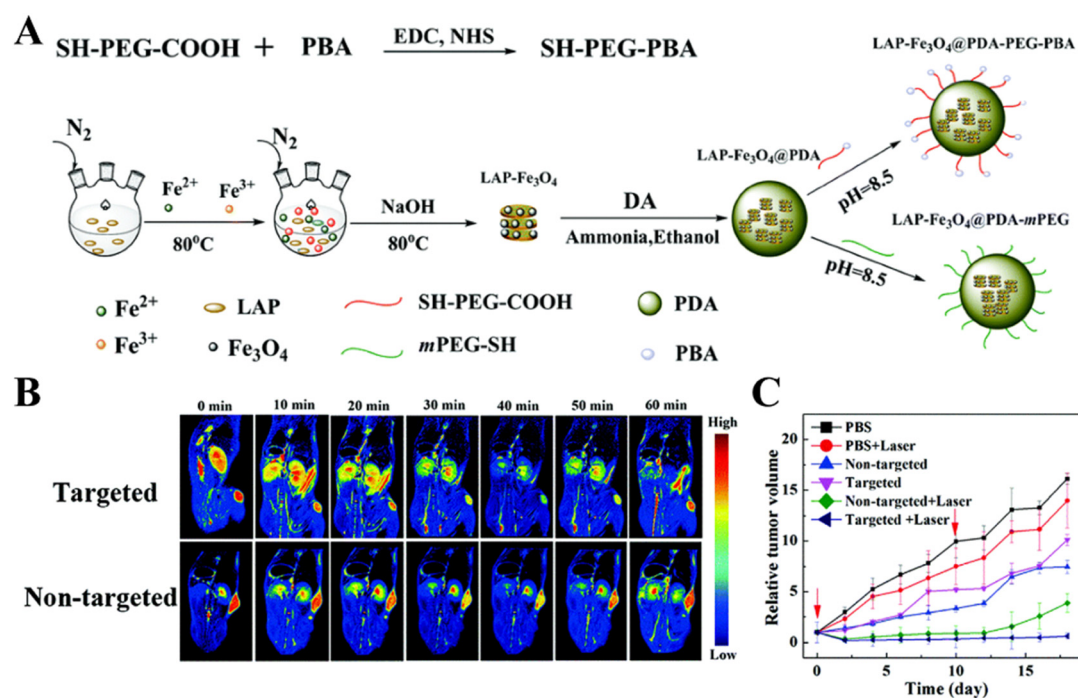 A
SH-PEG-COOH + PBA EDC, NHS SH-PEG-PBA
LAP-Fe₃O₄@PDA-PEG-PBA
N₂
Fe²⁺
Fe³⁺
80⁰C
N₂
NaOH
80⁰C
LAP-Fe₃O₄
DA
Ammonia,Ethanol
LAP-Fe₃O₄@PDA
pH=8.5
LAP-Fe₃O₄@PDA-mPEG
pH=8.5
Fe²⁺ LAP SH-PEG-COOH PDA
Fe³⁺ Fe₃O₄ mPEG-SH PBA
B
0 min 10 min 20 min 30 min 40 min 50 min 60 min
High
Targeted
Non-targeted
Low
C
Relative tumor volume
20
15
10
5
0
PBS
PBS+Laser
Non-targeted
Targeted
Non-targeted+Laser
Targeted +Laser
0 5 10 15
Time (day)